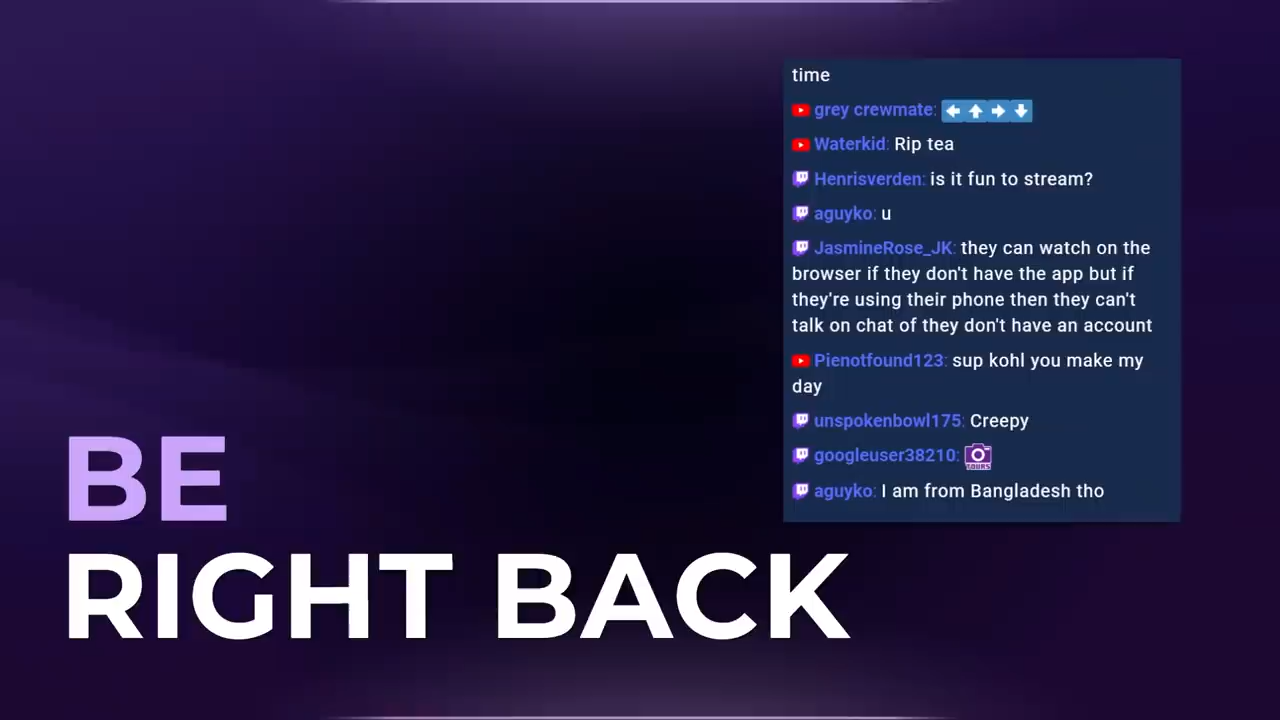 time
grey crewmate: ⬅⬆➡⬇
Waterkid: Rip tea
Henrisverden: is it fun to stream?
aguyko: u
JasmineRose_JK: they can watch on the
browser if they don't have the app but if
they're using their phone then they can't
talk on chat of they don't have an account
Pienotfound123: sup kohl you make my
day
unspokenbowl175: Creepy
googleuser38210: TOURS
aguyko: I am from Bangladesh tho
BE
RIGHT BACK